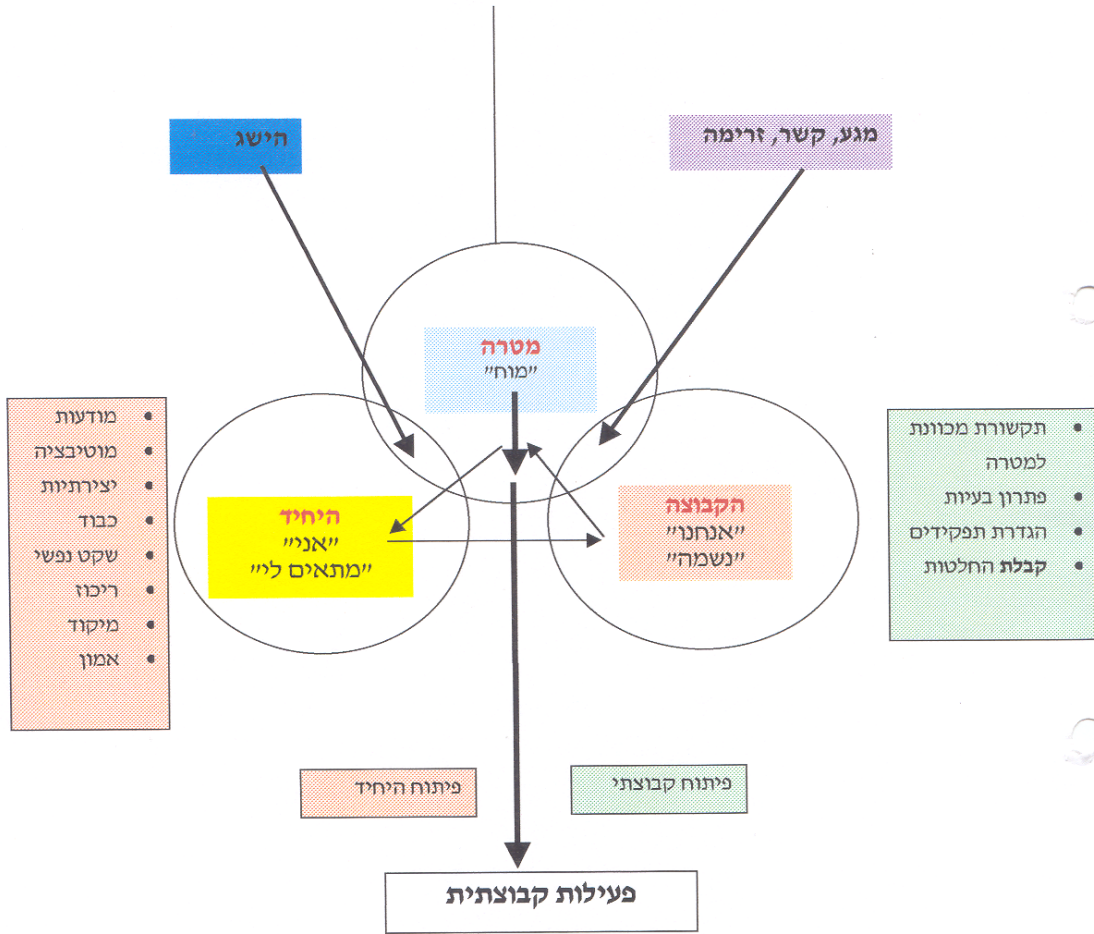 מגע, קשר, זרימה
הישג
מטרה
"מוח"
הקבוצה
"אנחנו"
"נשמה"
היחיד
"אני"
"מתאים לי"
• תקשורת מכוונת
למטרה
• פתרון בעיות
• הגדרת תפקידים
• קבלת החלטות
• מודעות
• מוטיבציה
• יצירתיות
• כבוד
• שקט נפשי
• ריכוז
• מיקוד
• אמון
פיתוח קבוצתי
פיתוח היחיד
פעילות קבוצתית